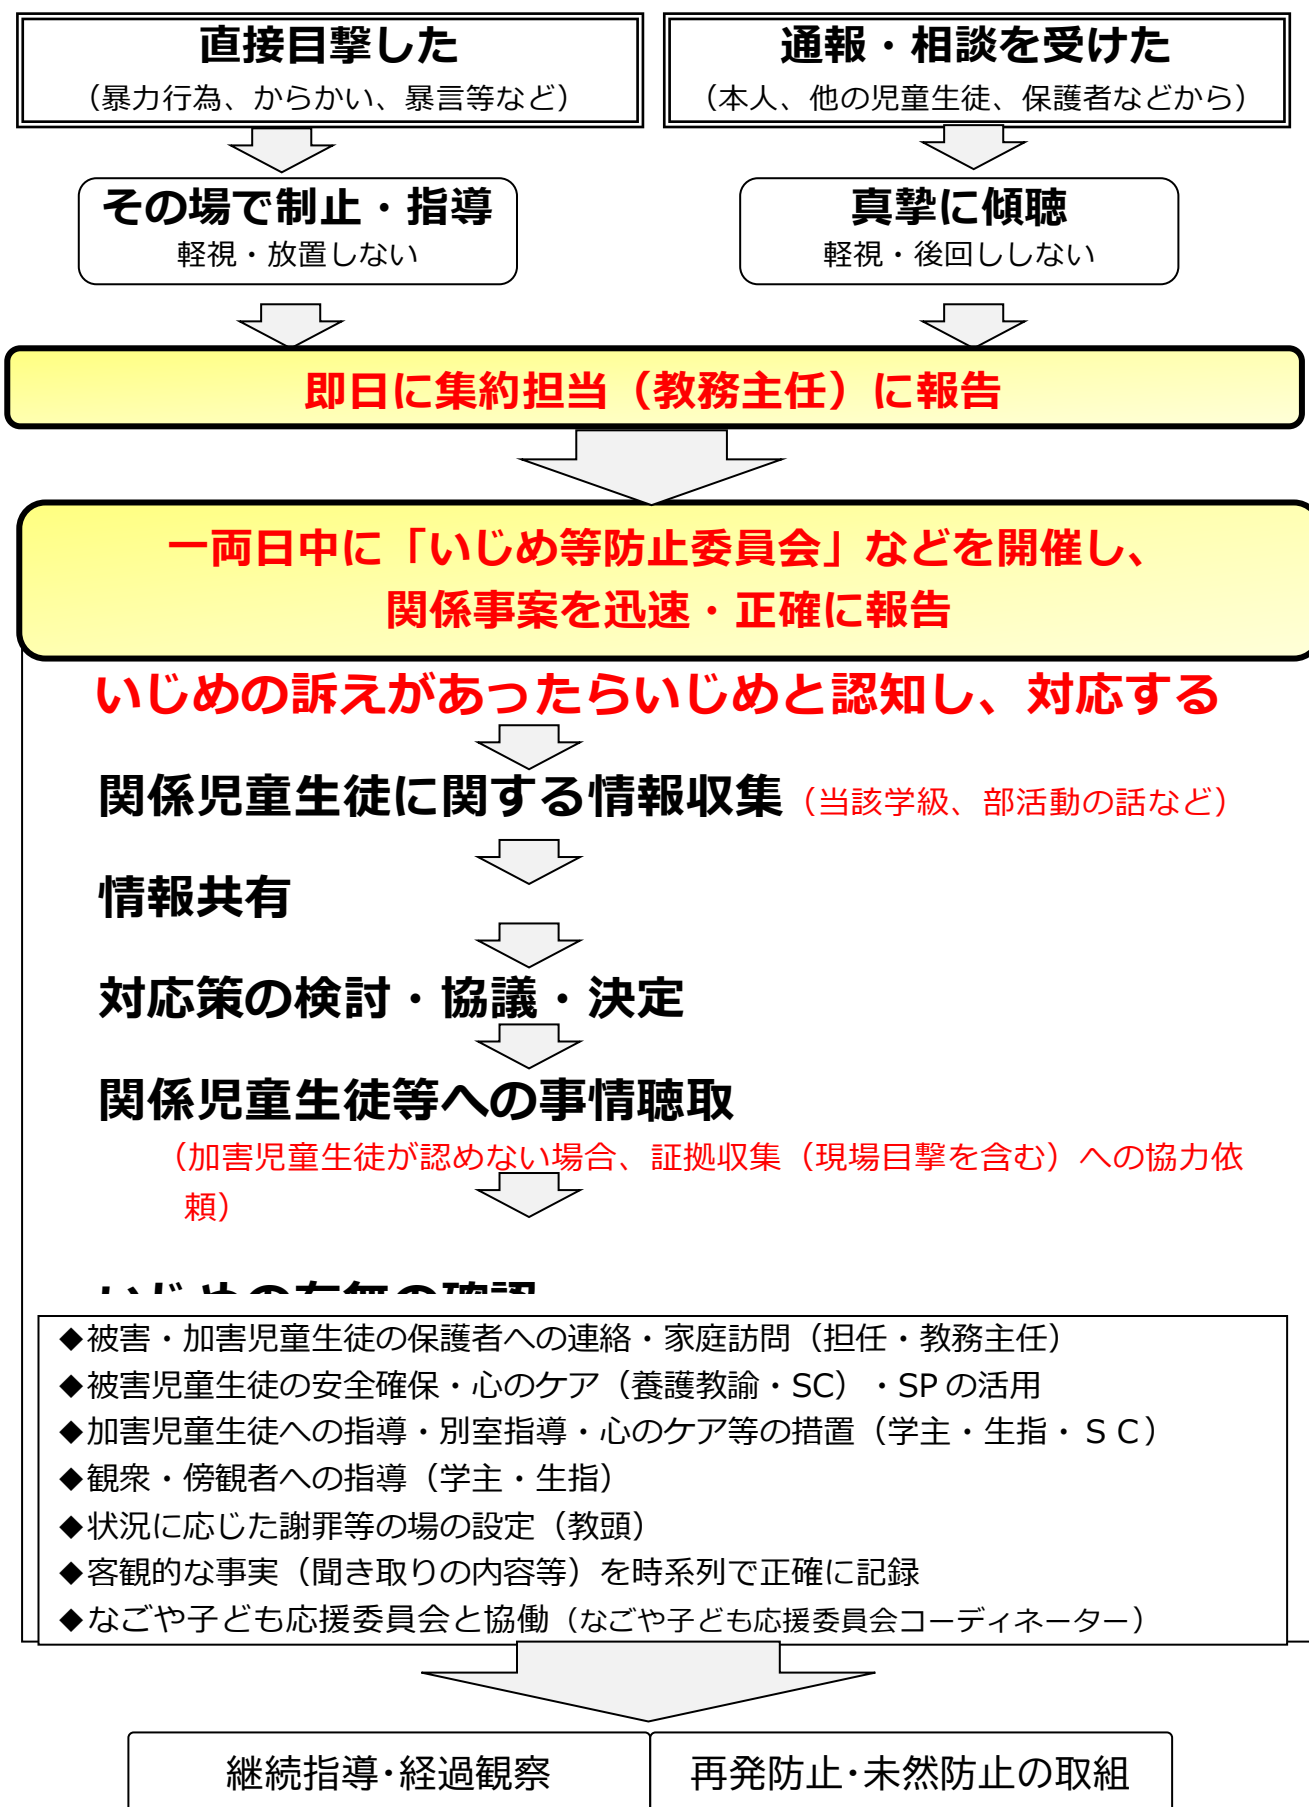 直接目撃した
（暴力行為、からかい、暴言等など）
通報・相談を受けた
（本人、他の児童生徒、保護者などから）
その場で制止・指導
軽視・放置しない
真摯に傾聴
軽視・後回ししない
即日に集約担当（教務主任）に報告
一両日中に「いじめ等防止委員会」などを開催し、
関係事案を迅速・正確に報告
いじめの訴えがあったらいじめと認知し、対応する
関係児童生徒に関する情報収集（当該学級、部活動の話など）
情報共有
対応策の検討・協議・決定
関係児童生徒等への事情聴取
（加害児童生徒が認めない場合、証拠収集（現場目撃を含む）への協力依
頼）
いじめの有無の確認
◆被害・加害児童生徒の保護者への連絡・家庭訪問（担任・教務主任）
◆被害児童生徒の安全確保・心のケア（養護教諭・SC）・SPの活用
◆加害児童生徒への指導・別室指導・心のケア等の措置（学主・生指・ＳＣ）
◆観衆・傍観者への指導（学主・生指）
◆状況に応じた謝罪等の場の設定（教頭）
◆客観的な事実（聞き取りの内容等）を時系列で正確に記録
◆なごや子ども応援委員会と協働（なごや子ども応援委員会コーディネーター）
継続指導･経過観察
再発防止･未然防止の取組